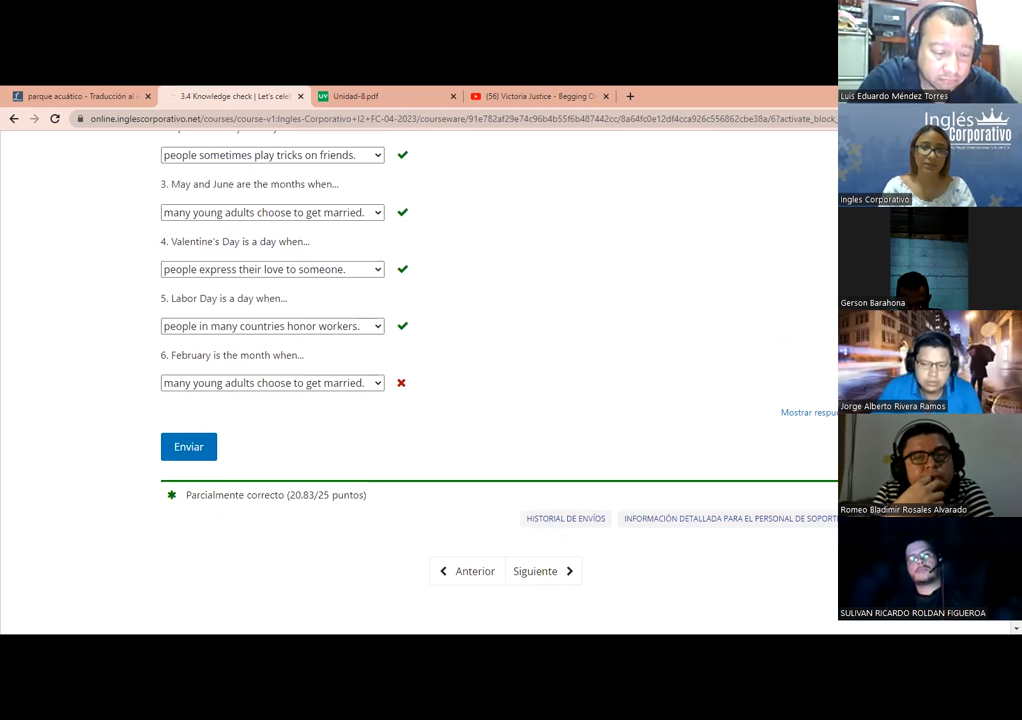 Luis Eduardo Méndez Torres
parque acuático - Traducción al
3.4 Knowledge check | Let's cele
UV Unidad-8.pdf
(56) Victoria Justice - Begging O
online.inglescorporativo.net/courses/course-v1:Ingles-Corporativo+I2+FC-04-2023/courseware/91e782af29e74c96b4b55f6b487442cc/8a64fc0e12df4cca926c556862cbe38a/6?activate_block_
Inglés
Corporativo
Ingles Corporativo
people sometimes play tricks on friends.
3. May and June are the months when...
many young adults choose to get married.
4. Valentine's Day is a day when...
people express their love to someone.
5. Labor Day is a day when...
people in many countries honor workers.
6. February is the month when...
many young adults choose to get married.
Mostrar respu
Enviar
Parcialmente correcto (20.83/25 puntos)
HISTORIAL DE ENVÍOS
INFORMACIÓN DETALLADA PARA EL PERSONAL DE SOPORT
Anterior
Siguiente
Gerson Barahona
Jorge Alberto Rivera Ramos
Romeo Bladimir Rosales Alvarado
SULIVAN RICARDO ROLDAN FIGUEROA